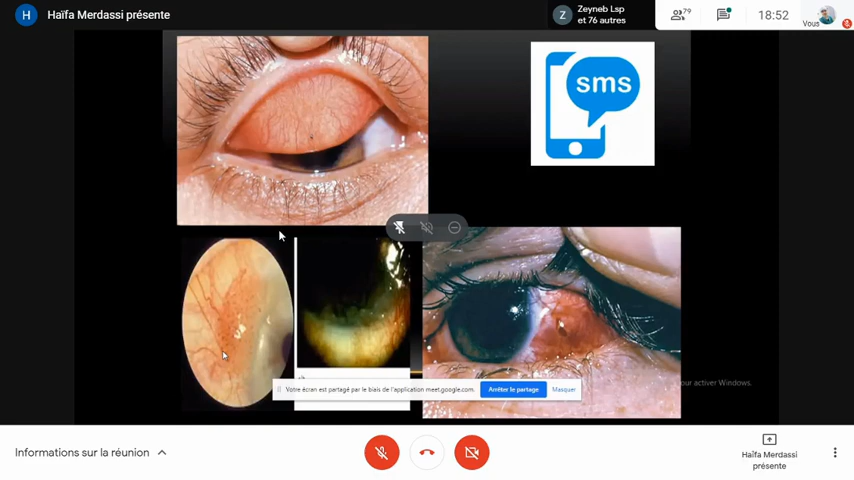 H
Haïfa Merdassi présente
Z
Zeyneb Lsp
et 76 autres
79
18:52
Vous
sms
Votre écran est partagé par le biais de l'application meet.google.com.
Arrêter le partage
Masquer
pour activer Windows.
Informations sur la réunion
Haïfa Merdassi
présente